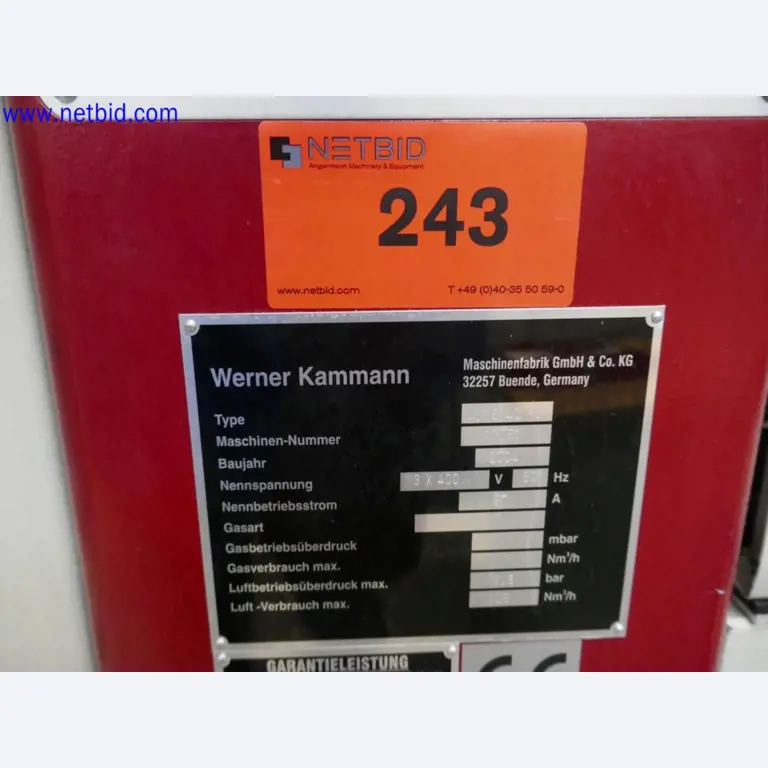 www.netbid.com
NETBID
Angermann Machinery & Equipment
243
www.netbid.com
T +49 (0)40-35 50 59-0
Werner Kammann
Maschinenfabrik GmbH & Co. KG
32257 Buende, Germany
Type
Maschinen-Nummer
Baujahr
Nennspannung 3 X 400 V Hz
Nennbetriebsstrom A
Gasart
Gasbetriebsüberdruck mbar
Gasverbrauch max. Nm³/h
Luftbetriebsüberdruck max. bar
Luft -Verbrauch max. Nm³/h
GARANTIELEISTUNG
CE